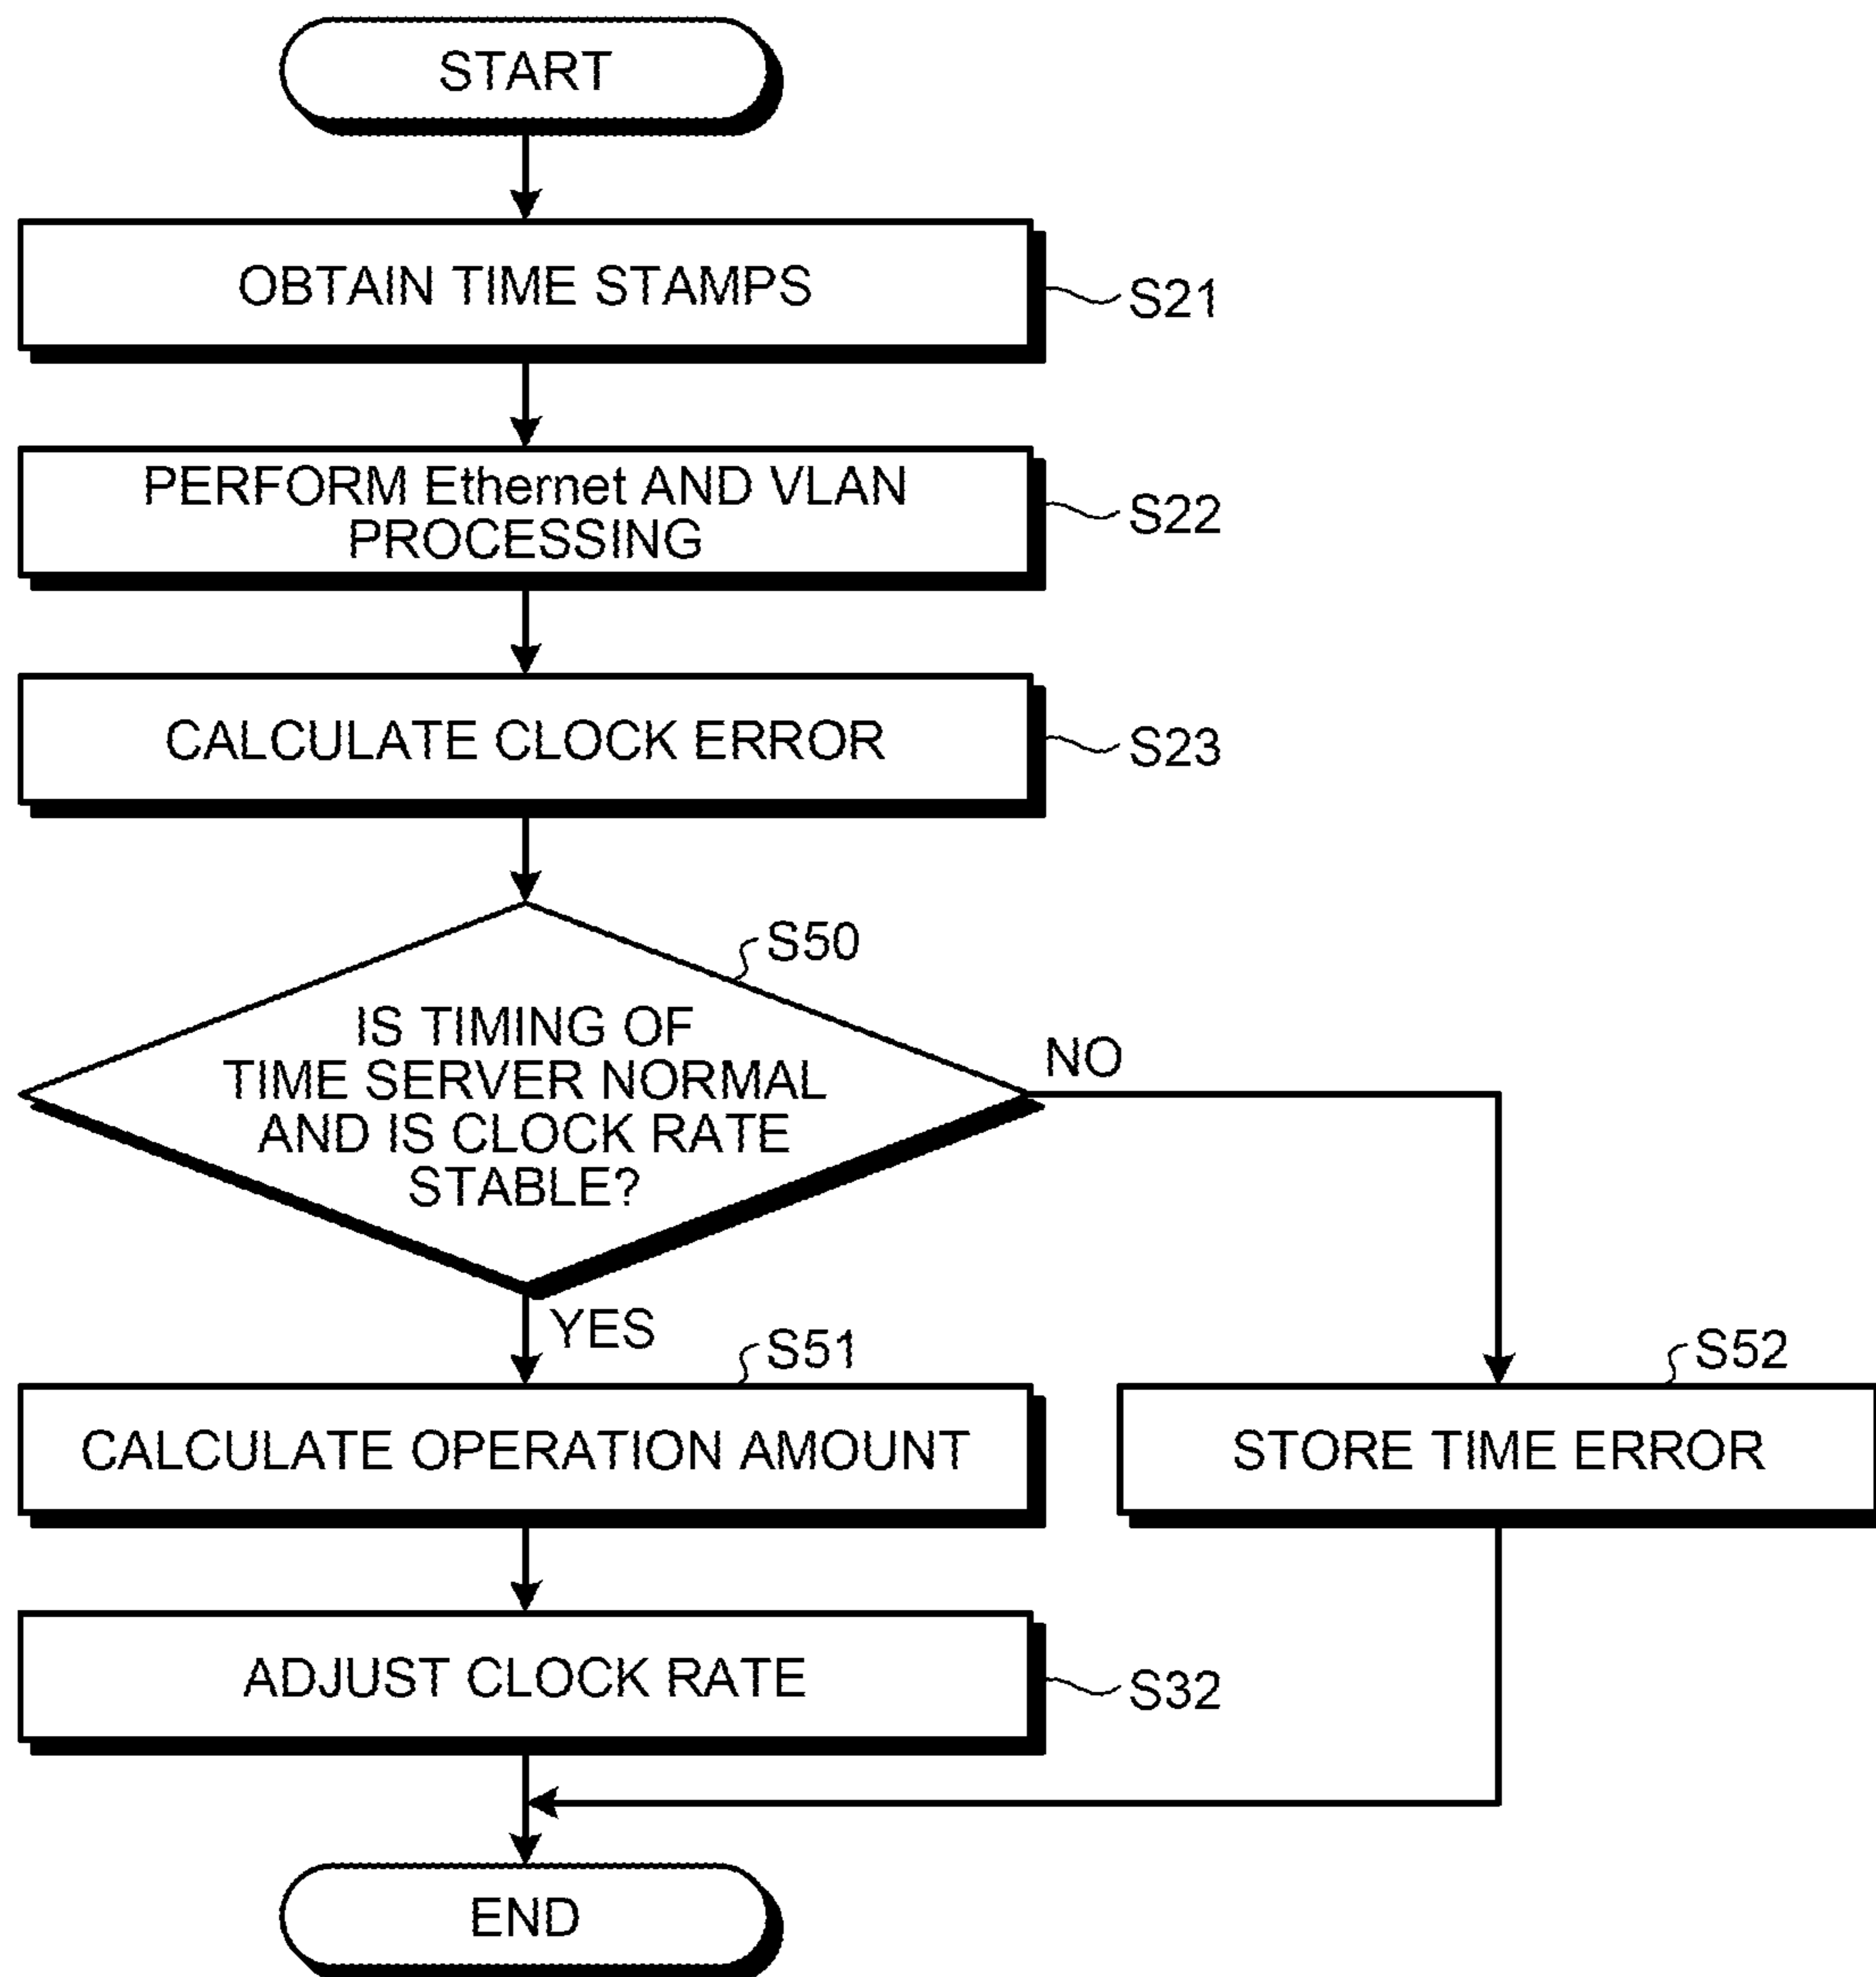 START
OBTAIN TIME STAMPS
S21
PERFORM Ethernet AND VLAN
PROCESSING
S22
CALCULATE CLOCK ERROR
S23
S50
IS TIMING OF
TIME SERVER NORMAL
AND IS CLOCK RATE
STABLE?
NO
YES
S51
CALCULATE OPERATION AMOUNT
S52
STORE TIME ERROR
ADJUST CLOCK RATE
S32
END